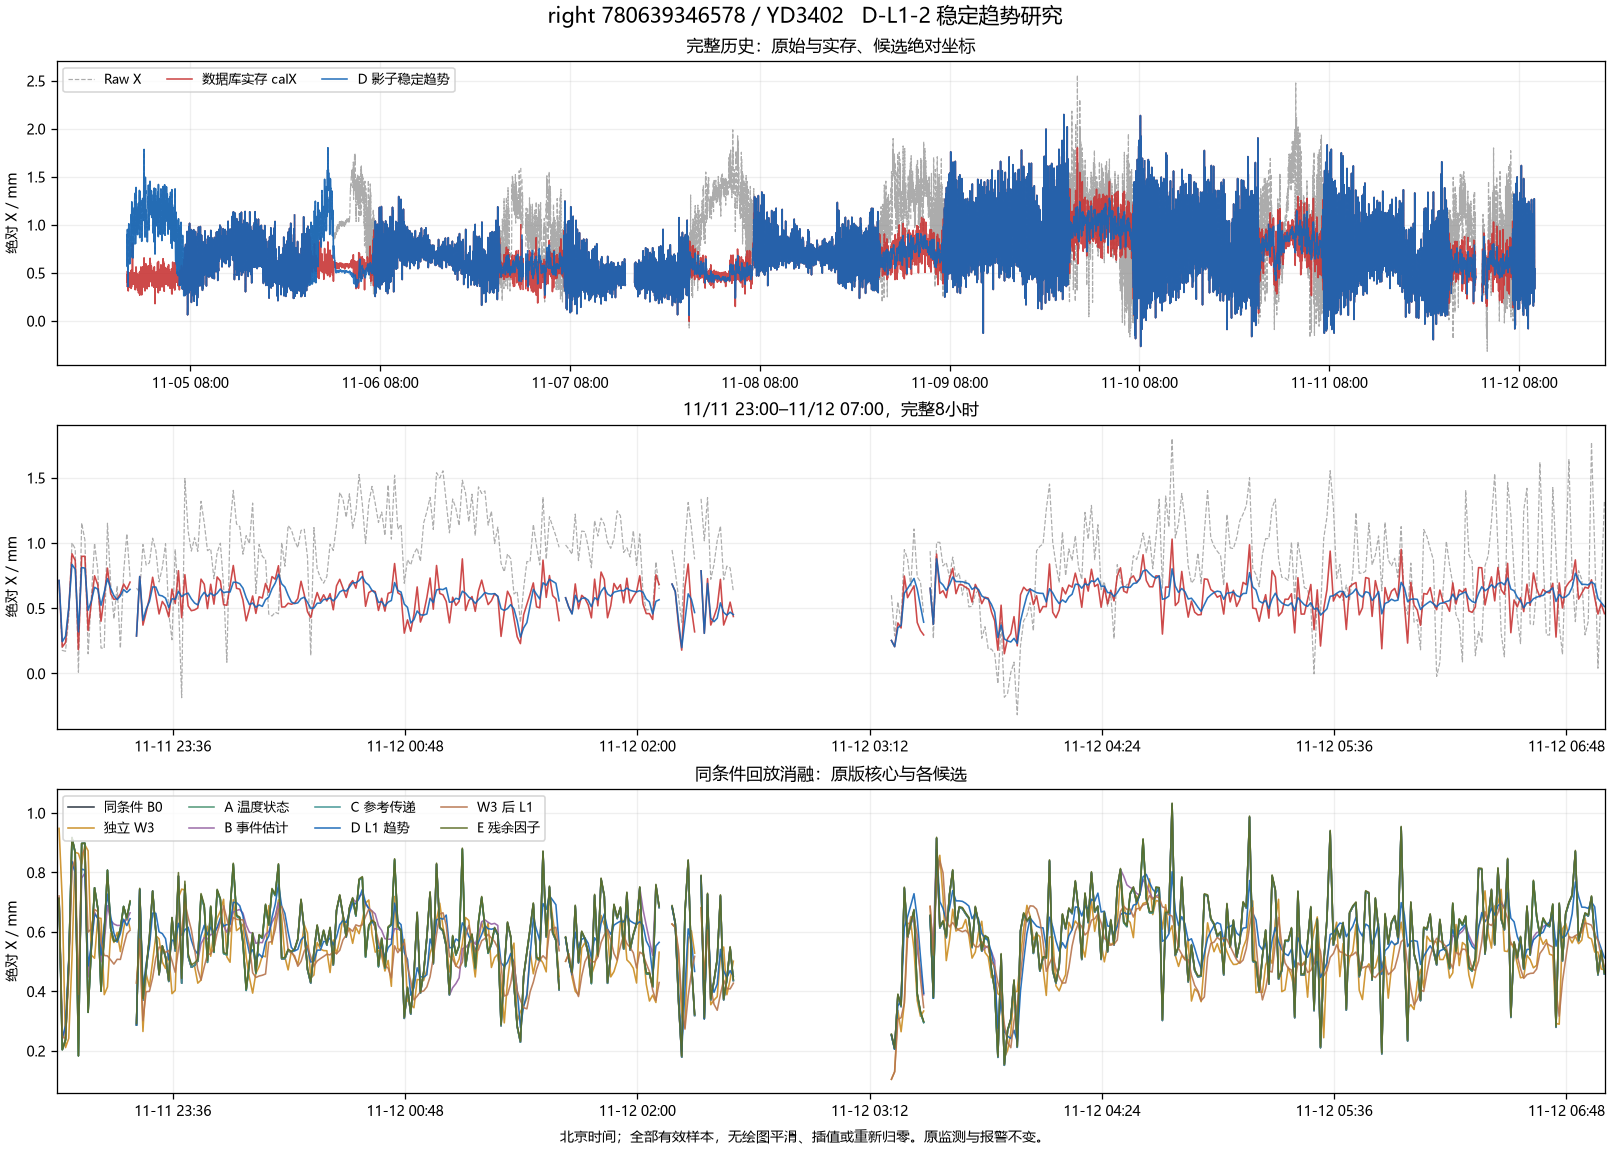 right 780639346578 / YD3402   D-L1-2 稳定趋势研究
完整历史：原始与实存、候选绝对坐标
Raw X
数据库实存 calX
D 影子稳定趋势
绝对 X / mm
2.5
2.0
1.5
1.0
0.5
0.0
11-05 08:00
11-06 08:00
11-07 08:00
11-08 08:00
11-09 08:00
11-10 08:00
11-11 08:00
11-12 08:00
11/11 23:00–11/12 07:00，完整8小时
绝对 X / mm
1.5
1.0
0.5
0.0
11-11 23:36
11-12 00:48
11-12 02:00
11-12 03:12
11-12 04:24
11-12 05:36
11-12 06:48
同条件回放消融：原版核心与各候选
同条件 B0
A 温度状态
C 参考传递
W3 后 L1
独立 W3
B 事件估计
D L1 趋势
E 残余因子
绝对 X / mm
1.0
0.8
0.6
0.4
0.2
11-11 23:36
11-12 00:48
11-12 02:00
11-12 03:12
11-12 04:24
11-12 05:36
11-12 06:48
北京时间；全部有效样本，无绘图平滑、插值或重新归零。原监测与报警不变。